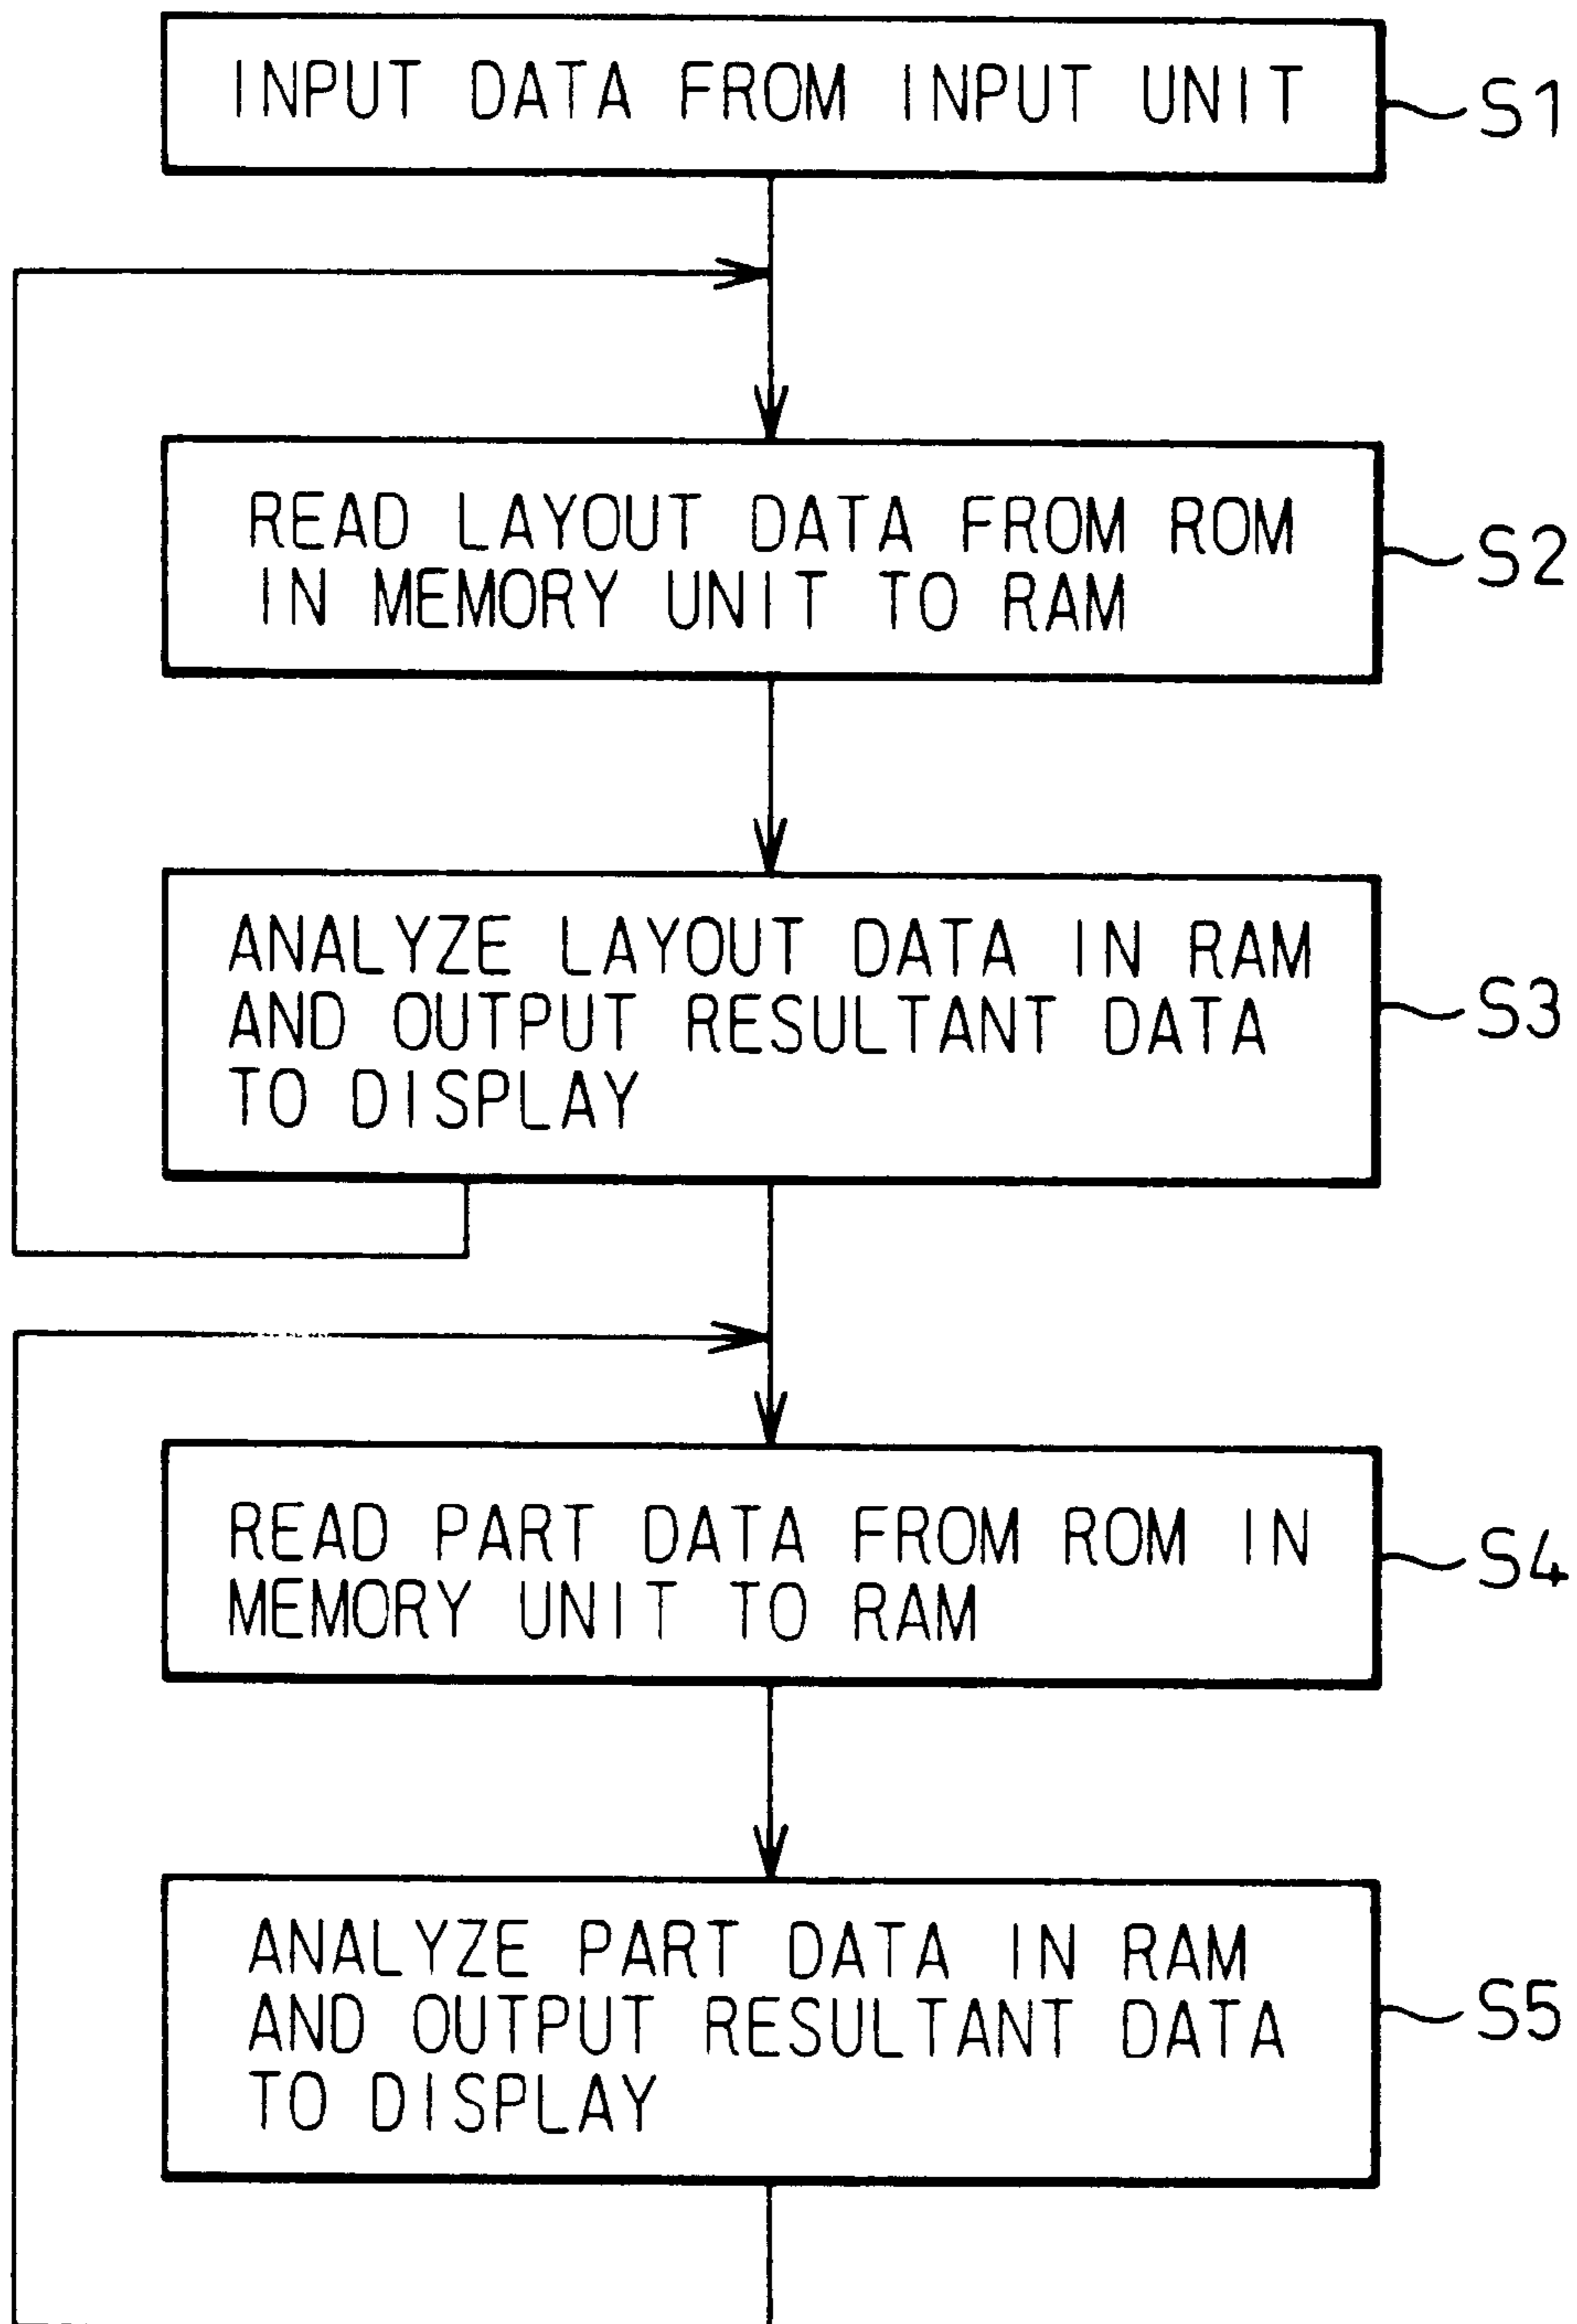 INPUT DATA FROM INPUT UNIT
S1
READ LAYOUT DATA FROM ROM
IN MEMORY UNIT TO RAM
S2
ANALYZE LAYOUT DATA IN RAM
AND OUTPUT RESULTANT DATA
TO DISPLAY
S3
READ PART DATA FROM ROM IN
MEMORY UNIT TO RAM
S4
ANALYZE PART DATA IN RAM
AND OUTPUT RESULTANT DATA
TO DISPLAY
S5